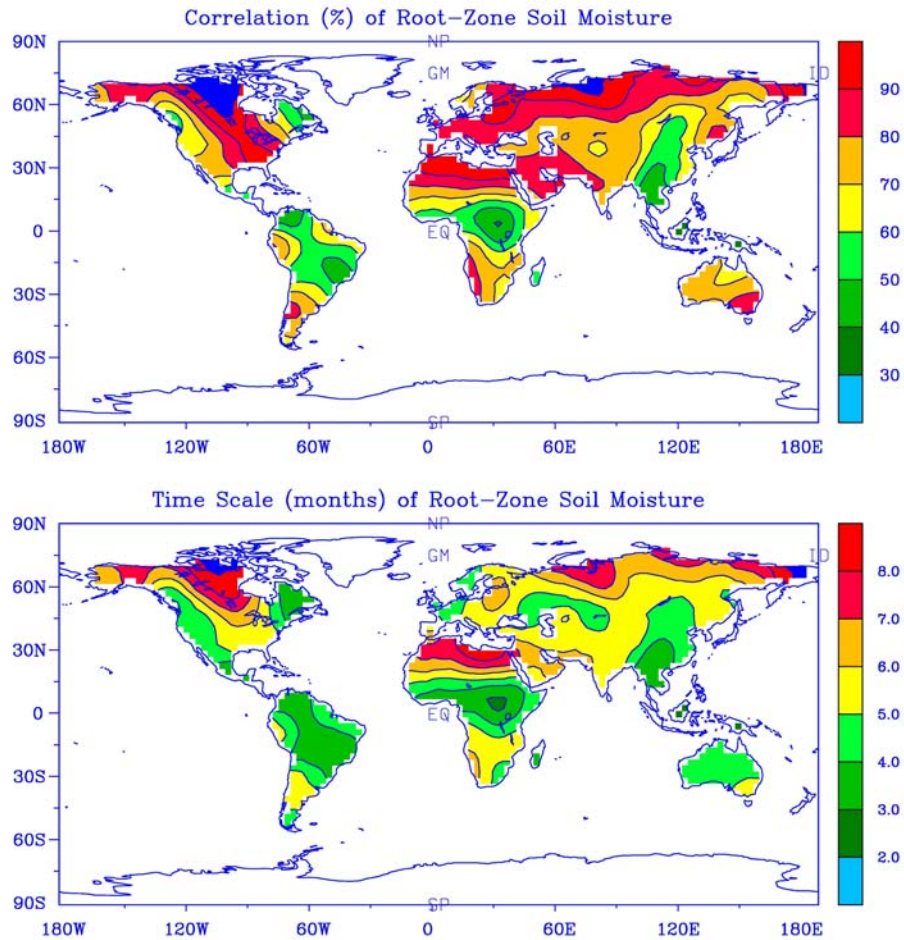 Correlation (%) of Root-Zone Soil Moisture
90N
NP
GM
ID
60N
90
80
30N
70
0
EQ
60
30S
50
60S
40
30
90S
SP
180W
120W
60W
0
60E
120E
180E
Time Scale (months) of Root-Zone Soil Moisture
90N
NP
GM
ID
60N
8.0
7.0
30N
6.0
0
EQ
5.0
30S
4.0
60S
3.0
2.0
90S
SP
180W
120W
60W
0
60E
120E
180E